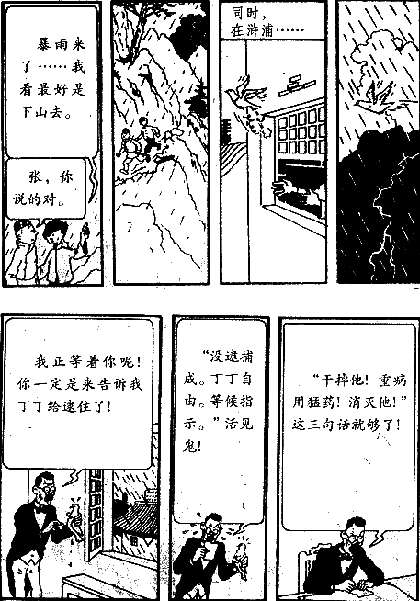 暴雨来
了……我
看最好是
下山去。
张，你
说的对。
司时，
在浒浦……
我正等着你呢！
你一定是来告诉我
丁丁给逮住了！
“没逮捕
成。丁丁自
由。等候指
示。”活见
鬼！
“干掉他！重病
用猛药！消灭他！”
这三句话就够了！